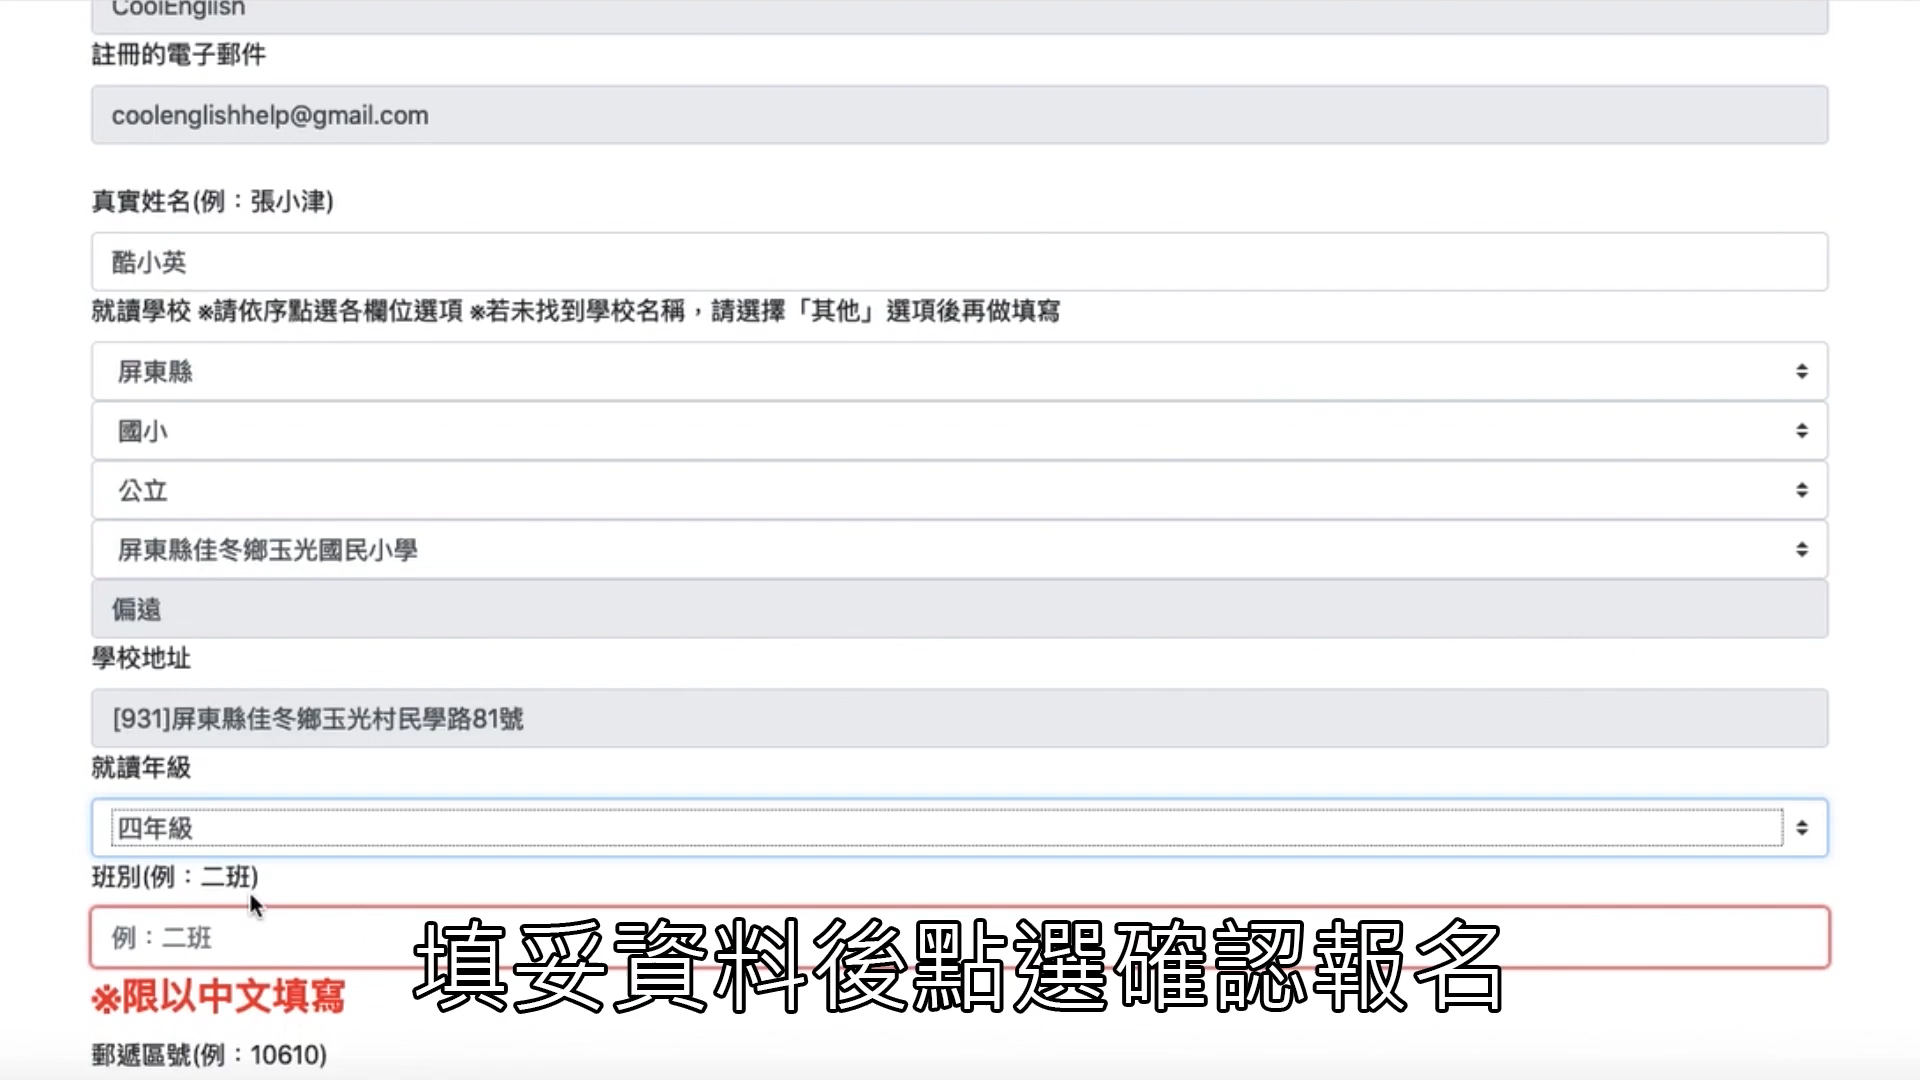 CoolEnglish
註冊的電子郵件
coolenglishhelp@gmail.com
真實姓名(例：張小津)
酷小英
就讀學校 ※請依序點選各欄位選項 ※若未找到學校名稱，請選擇「其他」選項後再做填寫
屏東縣
國小
公立
屏東縣佳冬鄉玉光國民小學
偏遠
學校地址
[931]屏東縣佳冬鄉玉光村民學路81號
就讀年級
四年級
班別(例：二班)
例：二班
填妥資料後點選確認報名
※限以中文填寫
郵遞區號(例：10610)